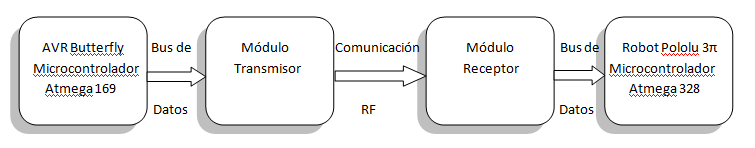 AVR Butterfly
Microcontrolador
Atmega 169
Bus de
Datos
Módulo
Transmisor
Comunicación
RF
Módulo
Receptor
Bus de
Datos
Robot Pololu 3π
Microcontrolador
Atmega 328